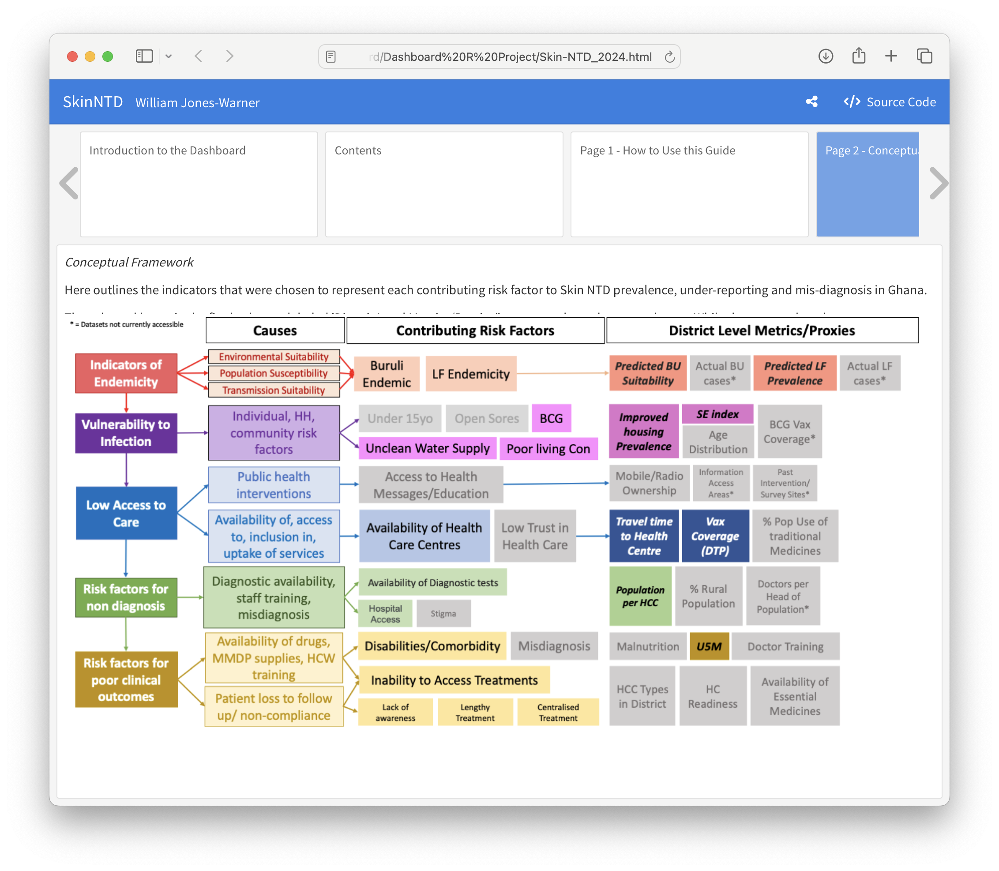 rd/Dashboard%20R%20Project/Skin-NTD_2024.html
SkinNTD William Jones-Warner
Source Code
Introduction to the Dashboard
Contents
Page 1 - How to Use this Guide
Page 2 - Conceptua
Conceptual Framework
Here outlines the indicators that were chosen to represent each contributing risk factor to Skin NTD prevalence, under-reporting and mis-diagnosis in Ghana.
* = Datasets not currently accessible
Causes
Contributing Risk Factors
District Level Metrics/Proxies
Indicators of
Endemicity
Environmental Suitability
Population Susceptibility
Transmission Suitability
Buruli
Endemic
LF Endemicity
Predicted BU
Suitability
Actual BU
cases*
Predicted LF
Prevalence
Actual LF
cases*
Vulnerability to
Infection
Individual, HH,
community risk
factors
Under 15yo
Open Sores
BCG
Unclean Water Supply
Poor living Con
Improved
housing
Prevalence
SE index
Age
Distribution
BCG Vax
Coverage*
Low Access to
Care
Public health
interventions
Access to Health
Messages/Education
Mobile/Radio
Ownership
Information
Access
Areas*
Past
Intervention/
Survey Sites*
Availability of, access
to, inclusion in,
uptake of services
Availability of Health
Care Centres
Low Trust in
Health Care
Travel time
to Health
Centre
Vax
Coverage
(DTP)
% Pop Use of
traditional
Medicines
Risk factors for
non diagnosis
Diagnostic availability,
staff training,
misdiagnosis
Availability of Diagnostic tests
Hospital
Access
Stigma
Population
per HCC
% Rural
Population
Doctors per
Head of
Population*
Risk factors for
poor clinical
outcomes
Availability of drugs,
MMDP supplies, HCW
training
Disabilities/Comorbidity
Misdiagnosis
Malnutrition
U5M
Doctor Training
Patient loss to follow
up/ non-compliance
Inability to Access Treatments
Lack of
awareness
Lengthy
Treatment
Centralised
Treatment
HCC Types
in District
HC
Readiness
Availability of
Essential
Medicines